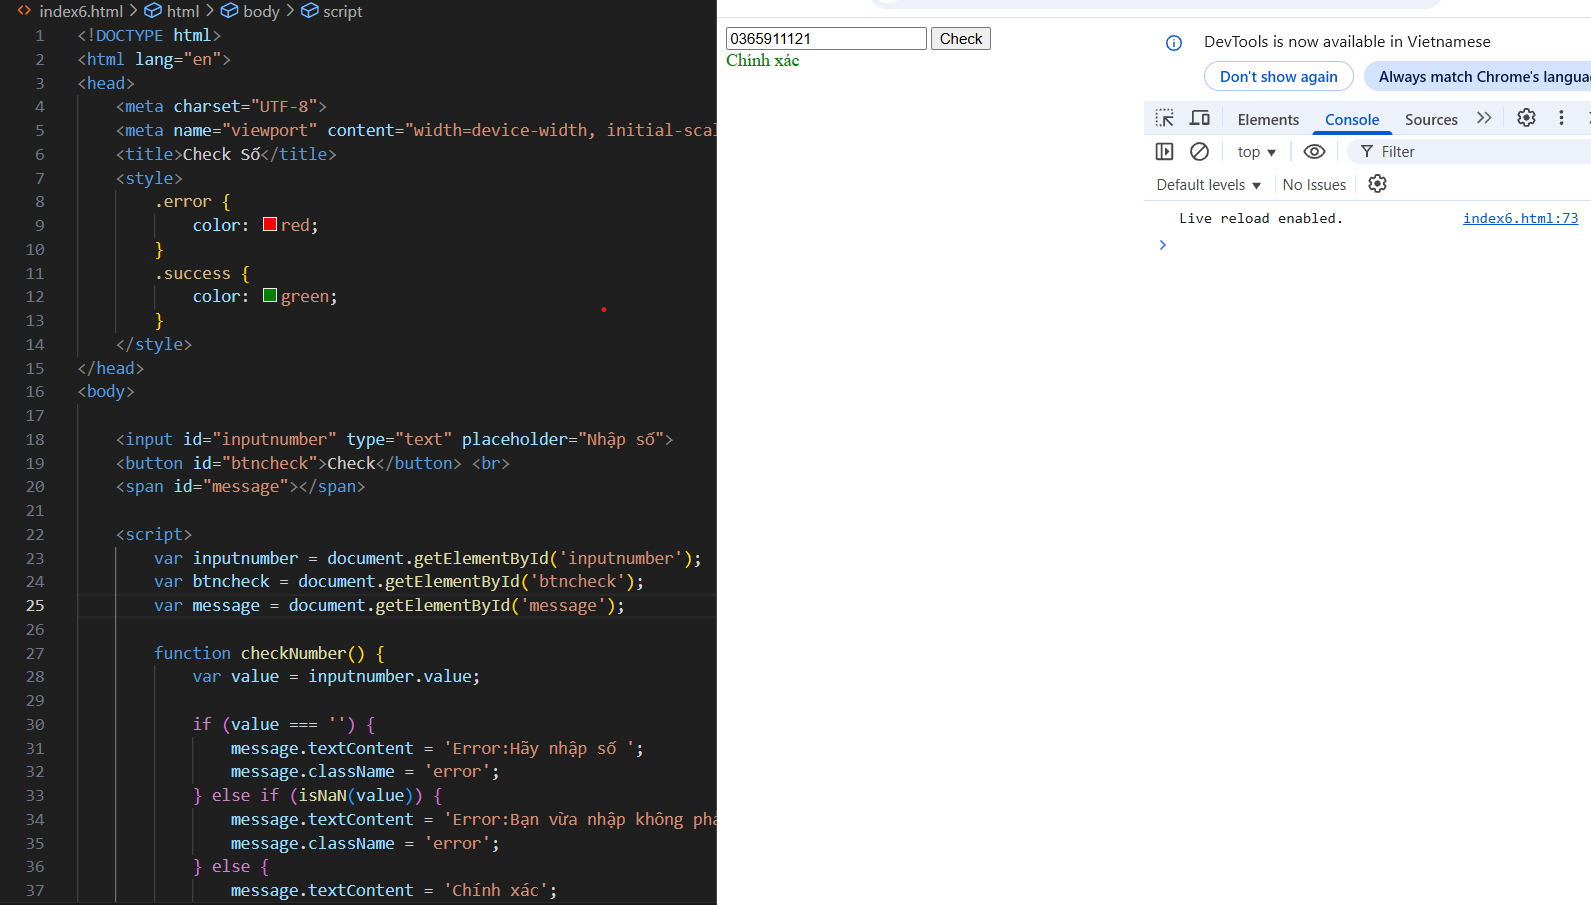 index6.html > html > body > script
1 <!DOCTYPE html>
2 <html lang="en">
3 <head>
4 <meta charset="UTF-8">
5 <meta name="viewport" content="width=device-width, initial-scal
6 <title>Check Số</title>
7 <style>
8 .error {
9 color: red;
10 }
11 .success {
12 color: green;
13 }
14 </style>
15 </head>
16 <body>
17
18 <input id="inputnumber" type="text" placeholder="Nhập số">
19 <button id="btncheck">Check</button> <br>
20 <span id="message"></span>
21
22 <script>
23 var inputnumber = document.getElementById('inputnumber');
24 var btncheck = document.getElementById('btncheck');
25 var message = document.getElementById('message');
26
27 function checkNumber() {
28 var value = inputnumber.value;
29
30 if (value === '') {
31 message.textContent = 'Error:Hãy nhập số ';
32 message.className = 'error';
33 } else if (isNaN(value)) {
34 message.textContent = 'Error:Bạn vừa nhập không phả
35 message.className = 'error';
36 } else {
37 message.textContent = 'Chính xác';
0365911121 Check
Chính xác
DevTools is now available in Vietnamese
Don't show again Always match Chrome's langua
Elements Console Sources
top ▼ Filter
Default levels ▼ No Issues
Live reload enabled. index6.html:73
>